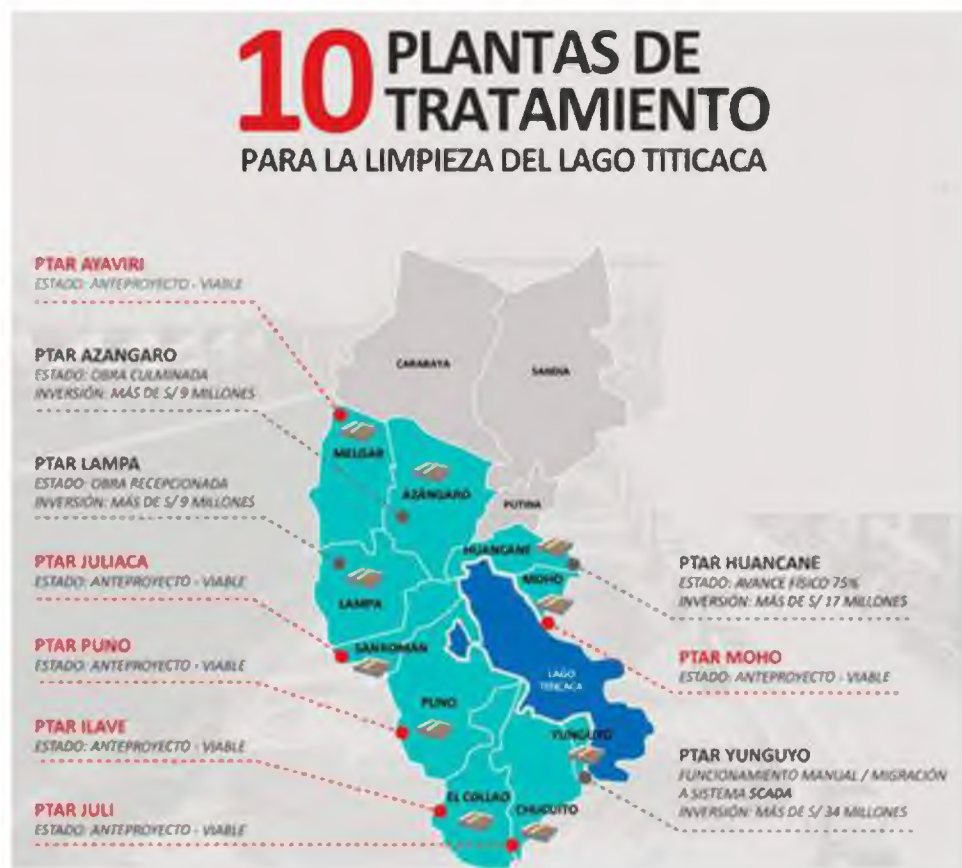 10 PLANTAS DE
TRATAMIENTO
PARA LA LIMPIEZA DEL LAGO TITICACA
PTAR AYAVIRI
ESTADO: ANTEPROYECTO - VIABLE
PTAR AZANGARO
ESTADO: OBRA CULMINADA
INVERSIÓN: MÁS DE S/ 9 MILLONES
PTAR LAMPA
ESTADO: OBRA RECEPCIONADA
INVERSIÓN: MÁS DE S/ 9 MILLONES
PTAR JULIACA
ESTADO: ANTEPROYECTO - VIABLE
PTAR PUNO
ESTADO: ANTEPROYECTO - VIABLE
PTAR ILAVE
ESTADO: ANTEPROYECTO - VIABLE
PTAR JULI
ESTADO: ANTEPROYECTO - VIABLE
CARABAYA
SANDIA
MELGAR
AZÁNGARO
PUTINA
HUANCANE
MOHO
LAMPA
SAN ROMAN
LAGO
TITICACA
PUNO
YUNGUYO
EL COLLAO
CHUCUITO
PTAR HUANCANE
ESTADO: AVANCE FÍSICO 75%
INVERSIÓN: MÁS DE S/ 17 MILLONES
PTAR MOHO
ESTADO: ANTEPROYECTO - VIABLE
PTAR YUNGUYO
FUNCIONAMIENTO MANUAL / MIGRACIÓN
A SISTEMA SCADA
INVERSIÓN: MÁS DE S/ 34 MILLONES